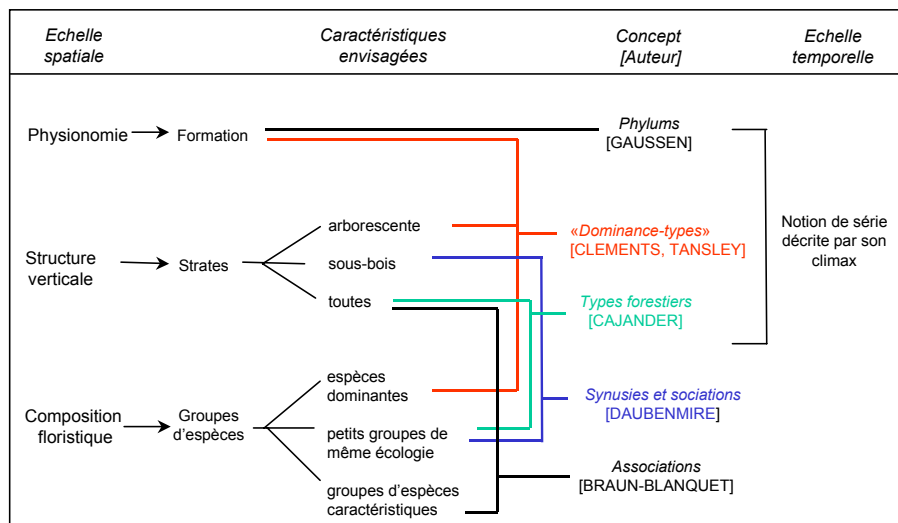 Echelle
spatiale
Caractéristiques
envisagées
Concept
[Auteur]
Echelle
temporelle
Physionomie
Formation
Phylums
[GAUSSEN]
Structure
verticale
Strates
arborescente
sous-bois
toutes
«Dominance-types»
[CLEMENTS, TANSLEY]
Types forestiers
[CAJANDER]
Notion de série
décrite par son
climax
Composition
floristique
Groupes
d'espèces
espèces
dominantes
petits groupes de
même écologie
groupes d'espèces
caractéristiques
Synusies et sociations
[DAUBENMIRE]
Associations
[BRAUN-BLANQUET]